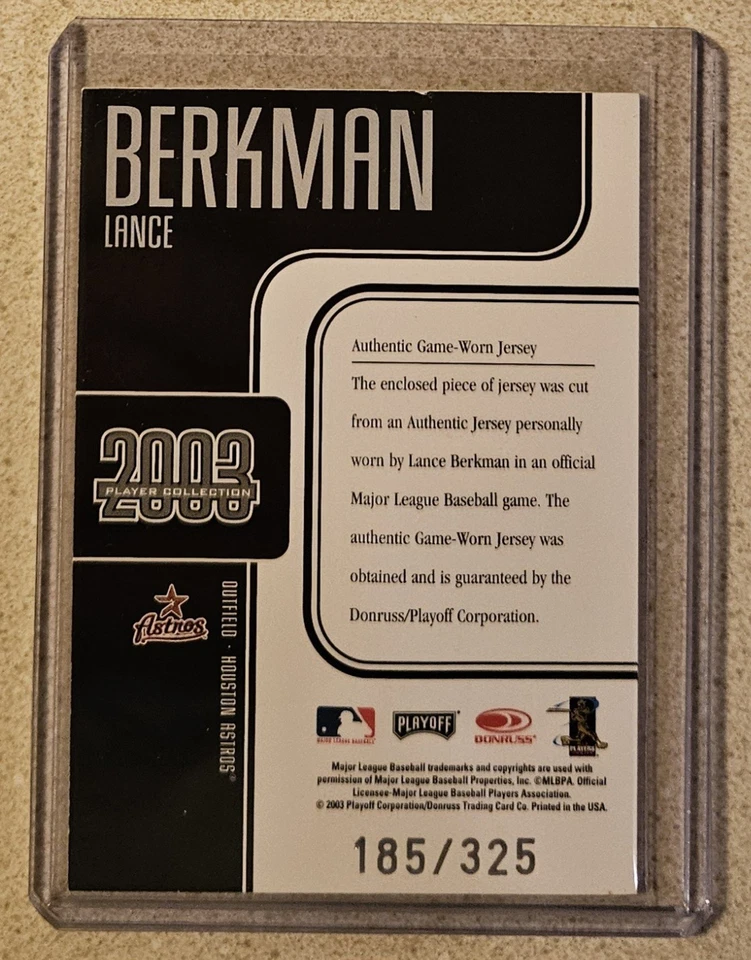 BERKMAN
LANCE
Authentic Game-Worn Jersey
The enclosed piece of jersey was cut
from an Authentic Jersey personally
worn by Lance Berkman in an official
Major League Baseball game. The
authentic Game-Worn Jersey was
obtained and is guaranteed by the
Donruss/Playoff Corporation.
2003
PLAYER COLLECTION
Astros
OUTFIELD · HOUSTON ASTROS®
MAJOR LEAGUE BASEBALL
PLAYOFF
DONRUSS
PLAYERS
Major League Baseball trademarks and copyrights are used with
permission of Major League Baseball Properties, Inc. ©MLBPA. Official
Licensee-Major League Baseball Players Association.
© 2003 Playoff Corporation/Donruss Trading Card Co. Printed in the USA.
185/325